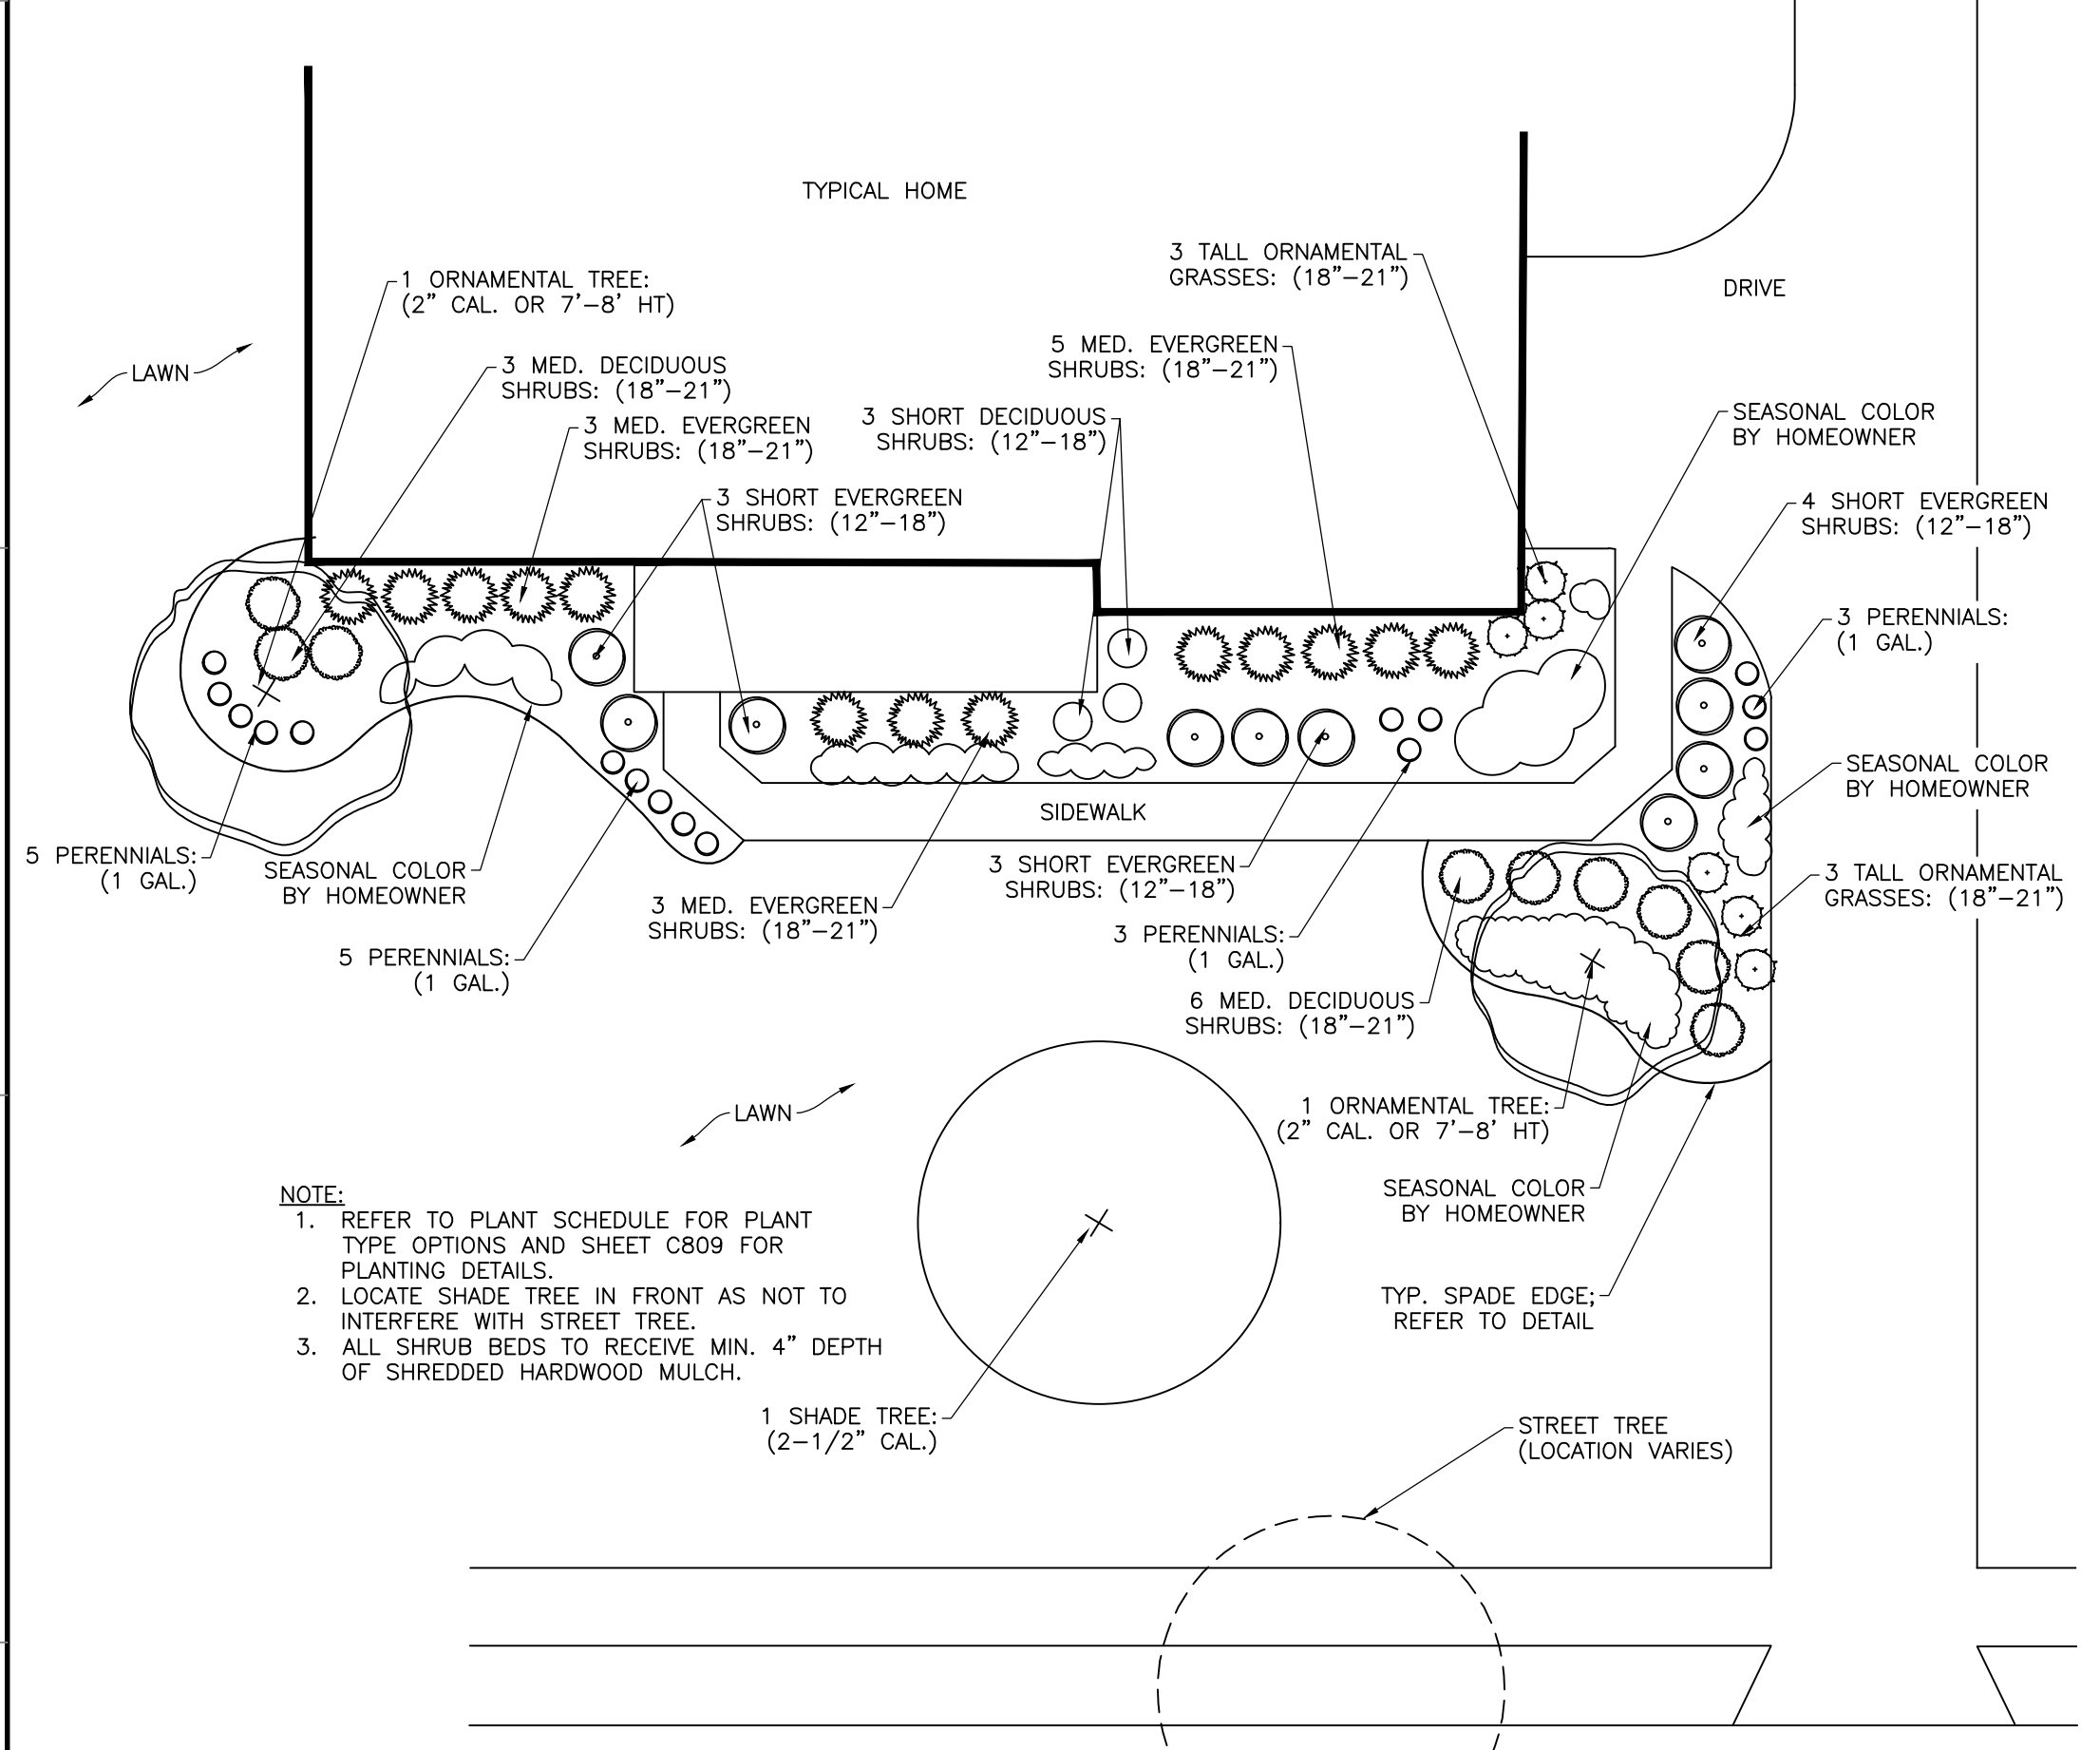 TYPICAL HOME
3 TALL ORNAMENTAL
GRASSES: (18"-21")
1 ORNAMENTAL TREE:
(2" CAL. OR 7'-8' HT)
DRIVE
LAWN
5 MED. EVERGREEN
SHRUBS: (18"-21")
3 MED. DECIDUOUS
SHRUBS: (18"-21")
3 SHORT DECIDUOUS
SHRUBS: (12"-18")
SEASONAL COLOR
BY HOMEOWNER
3 MED. EVERGREEN
SHRUBS: (18"-21")
3 SHORT EVERGREEN
SHRUBS: (12"-18")
4 SHORT EVERGREEN
SHRUBS: (12"-18")
3 PERENNIALS:
(1 GAL.)
SEASONAL COLOR
BY HOMEOWNER
SIDEWALK
5 PERENNIALS:
(1 GAL.)
SEASONAL COLOR
BY HOMEOWNER
3 SHORT EVERGREEN
SHRUBS: (12"-18")
3 TALL ORNAMENTAL
GRASSES: (18"-21")
3 MED. EVERGREEN
SHRUBS: (18"-21")
3 PERENNIALS:
(1 GAL.)
5 PERENNIALS:
(1 GAL.)
6 MED. DECIDUOUS
SHRUBS: (18"-21")
LAWN
1 ORNAMENTAL TREE:
(2" CAL. OR 7'-8' HT)
SEASONAL COLOR
BY HOMEOWNER
NOTE:
1. REFER TO PLANT SCHEDULE FOR PLANT
TYPE OPTIONS AND SHEET C809 FOR
PLANTING DETAILS.
2. LOCATE SHADE TREE IN FRONT AS NOT TO
INTERFERE WITH STREET TREE.
3. ALL SHRUB BEDS TO RECEIVE MIN. 4" DEPTH
OF SHREDDED HARDWOOD MULCH.
TYP. SPADE EDGE;
REFER TO DETAIL
1 SHADE TREE:
(2-1/2" CAL.)
STREET TREE
(LOCATION VARIES)